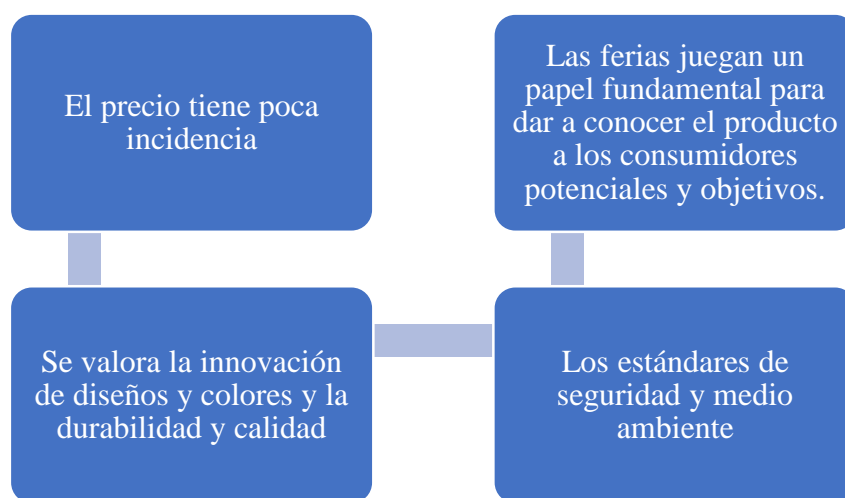 El precio tiene poca
incidencia
Se valora la innovación
de diseños y colores y la
durabilidad y calidad
Los estándares de
seguridad y medio
ambiente
Las ferias juegan un
papel fundamental para
dar a conocer el producto
a los consumidores
potenciales y objetivos.